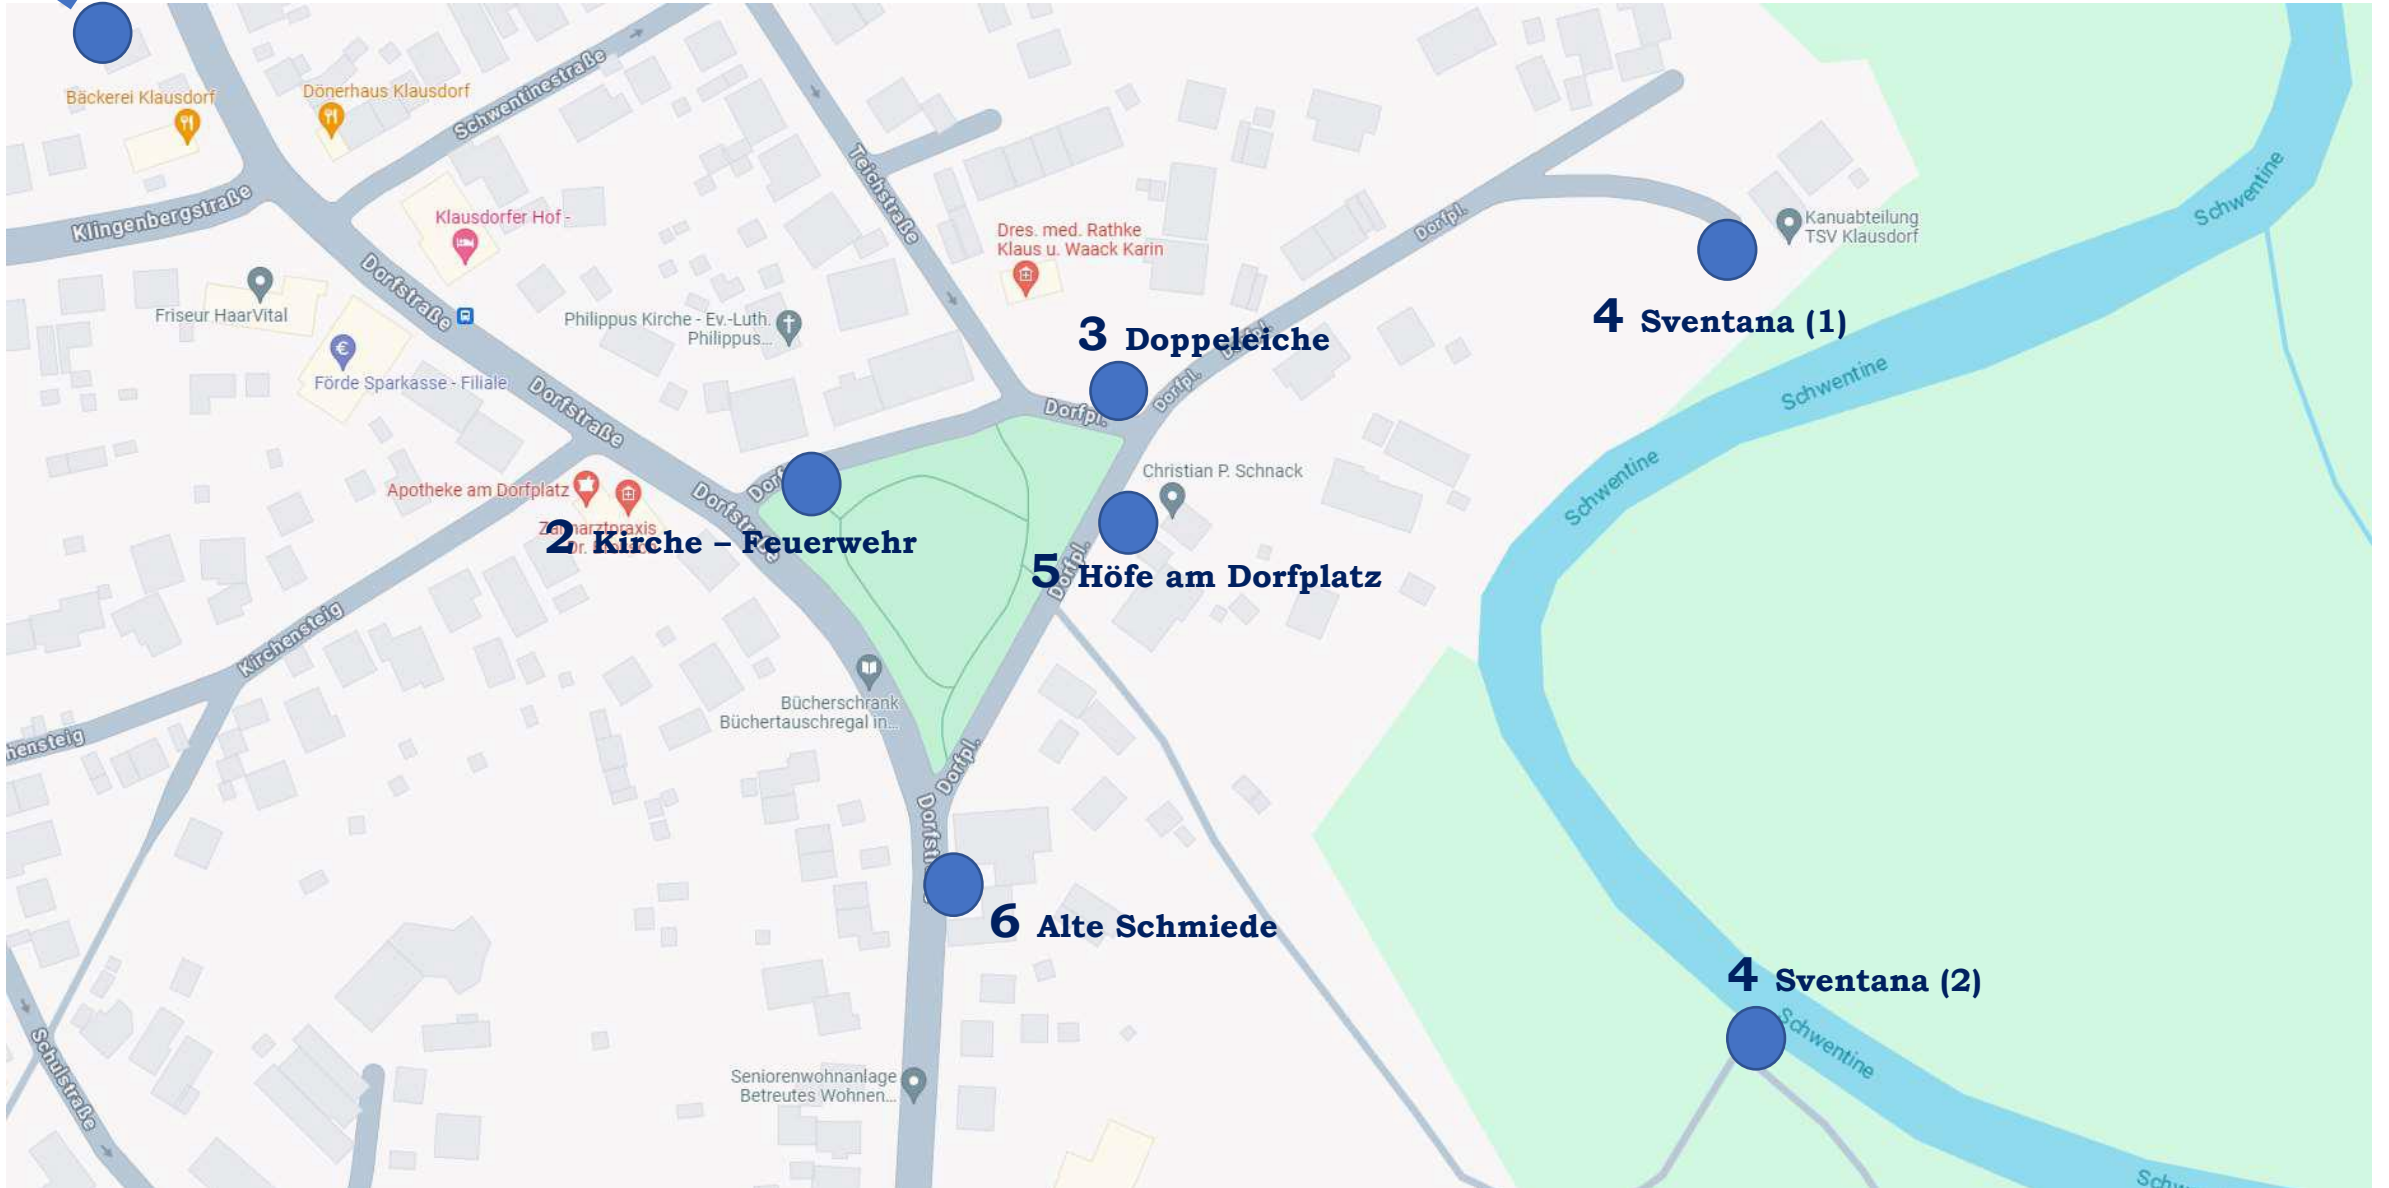 Bäckerei Klausdorf
Dönerhaus Klausdorf
Schwentinestraße
Klingenbergstraße
Klausdorfer Hof -
Teichstraße
Dres. med. Rathke
Klaus u. Waack Karin
Dorfpl.
Kanuabteilung
TSV Klausdorf
Schwentine
Dorfstraße
Friseur HaarVital
Philippus Kirche - Ev.-Luth.
Philippus...
Förde Sparkasse - Filiale
3 Doppeleiche
4 Sventana (1)
Schwentine
Dorfpl.
Dorfpl.
Dorfstraße
Schwentine
Christian P. Schnack
Apotheke am Dorfplatz
2 Kirche – Feuerwehr
5 Höfe am Dorfplatz
Dorfpl.
Kirchensteig
Bücherschrank
Büchertauschregal in...
hensteig
Dorfpl.
6 Alte Schmiede
4 Sventana (2)
Schwentine
Schulstraße
Seniorenwohnanlage
Betreutes Wohnen...